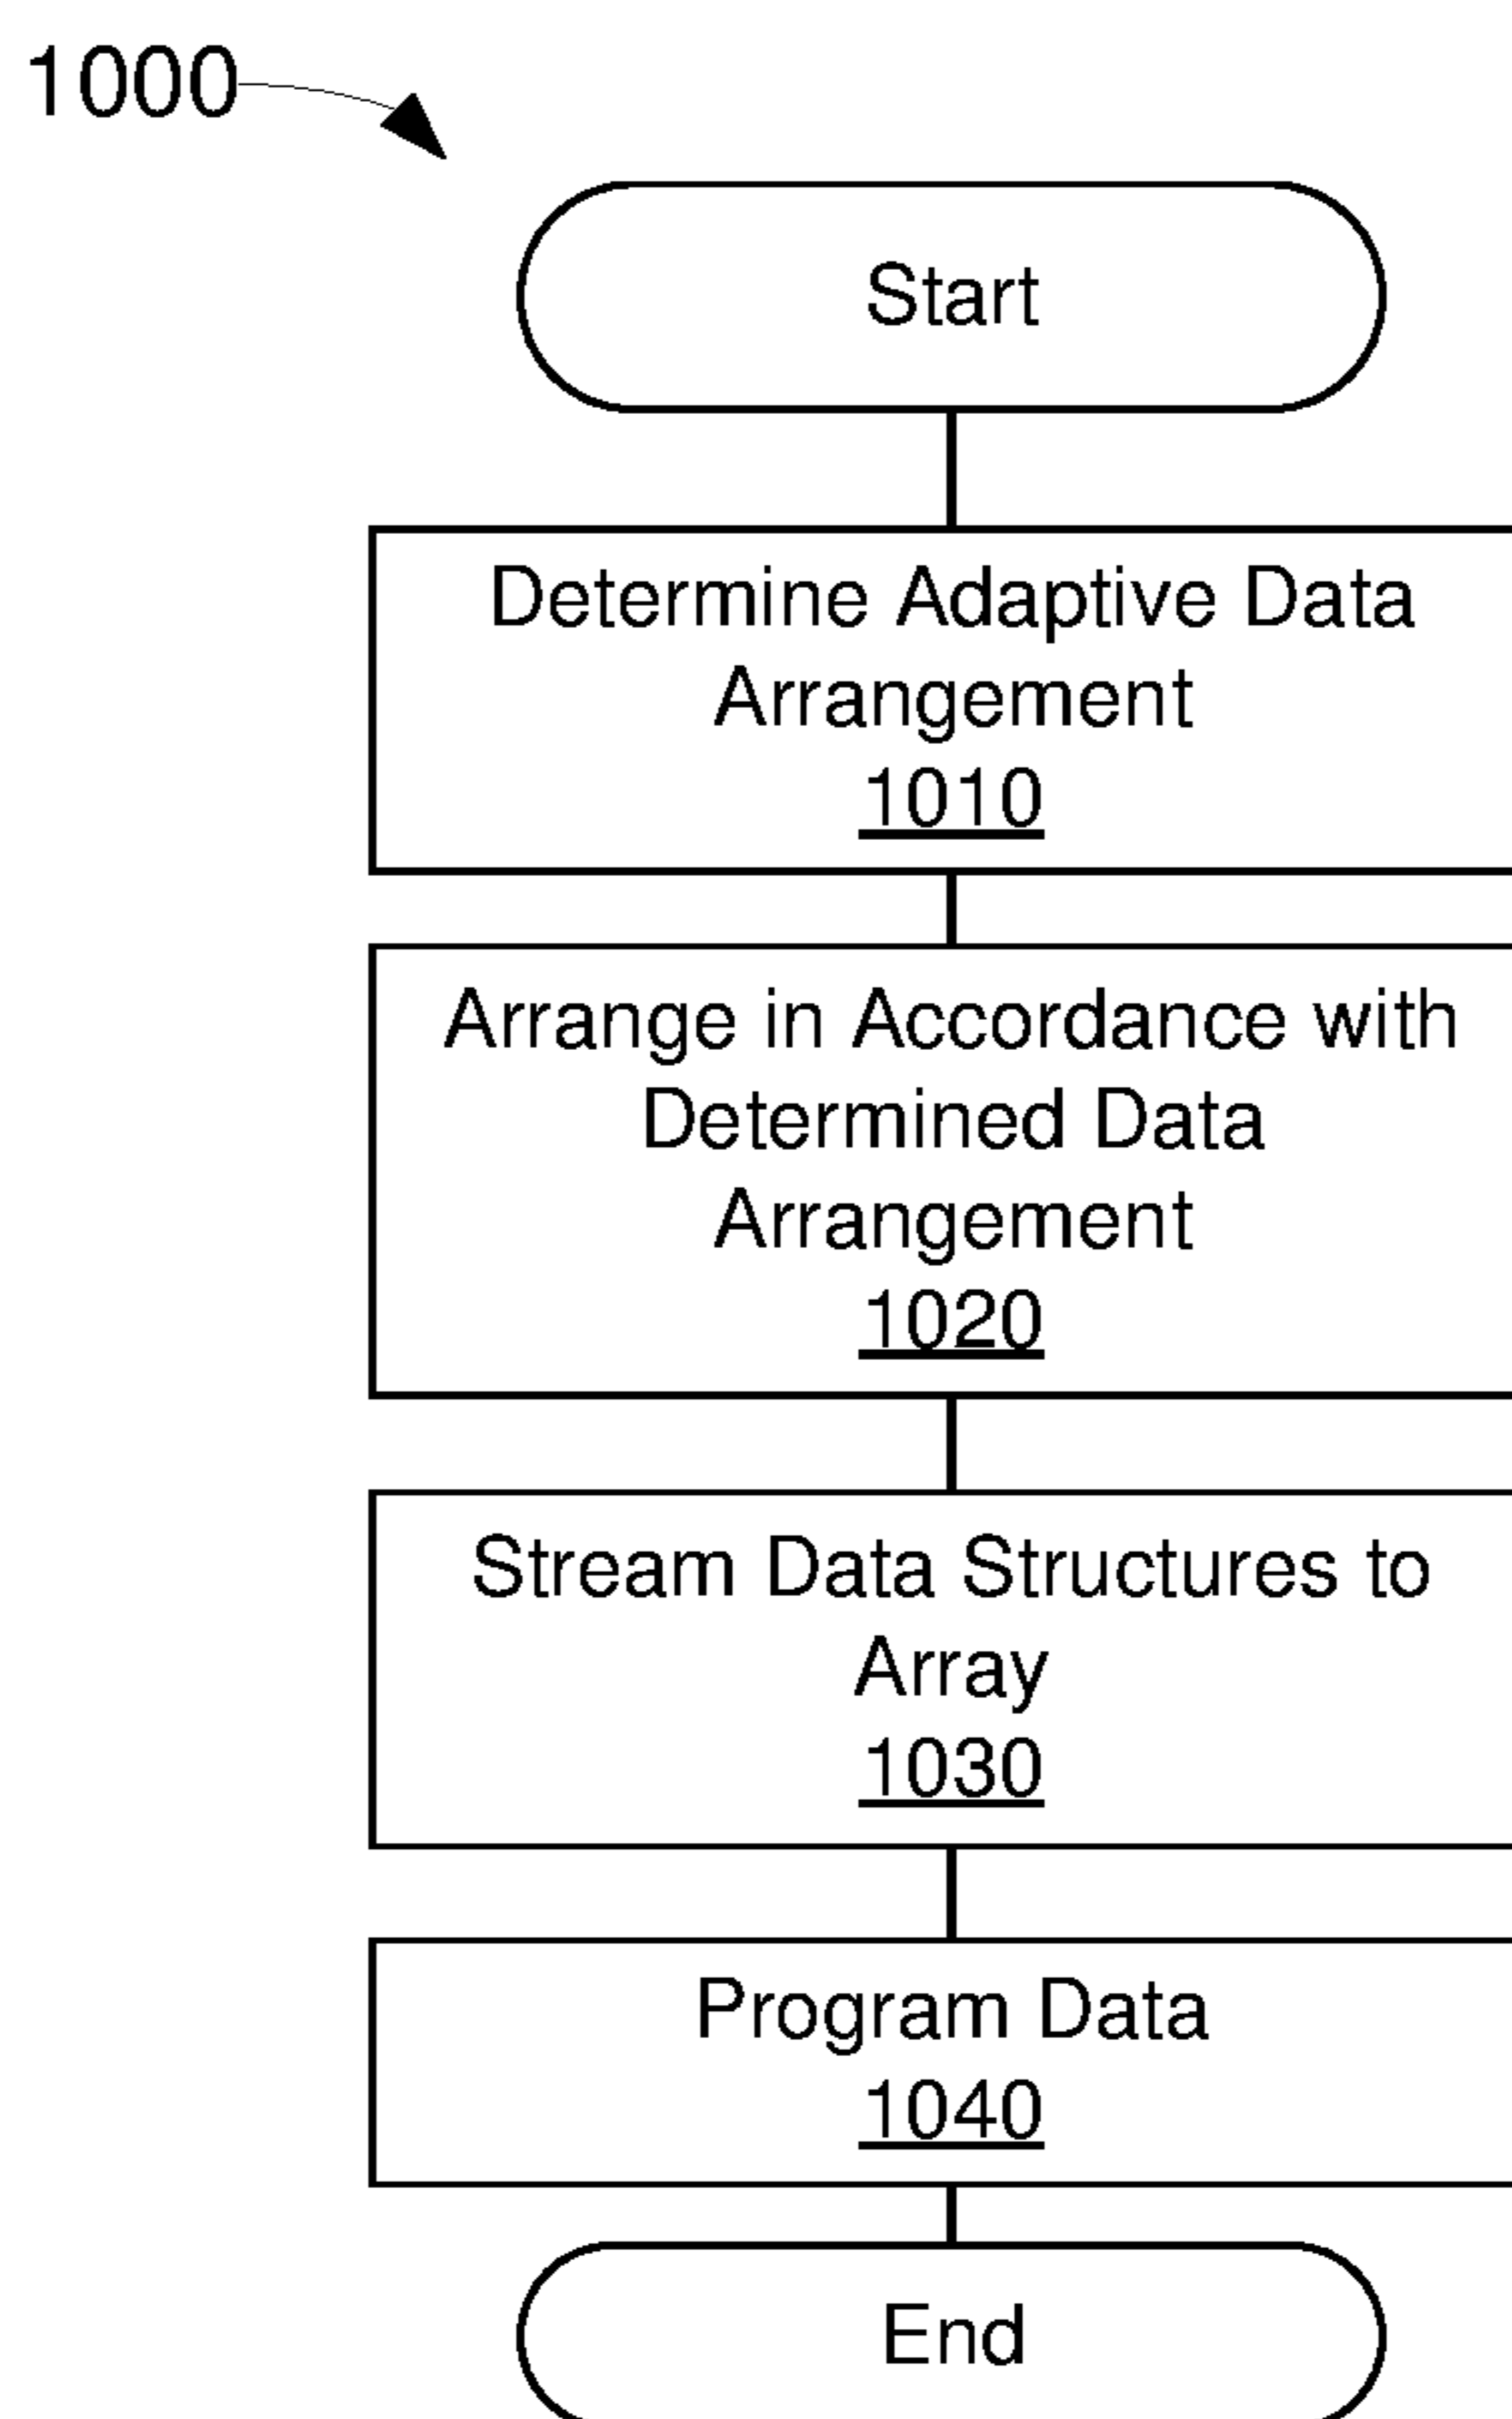 1000
Start
Determine Adaptive Data
Arrangement
1010
Arrange in Accordance with
Determined Data
Arrangement
1020
Stream Data Structures to
Array
1030
Program Data
1040
End